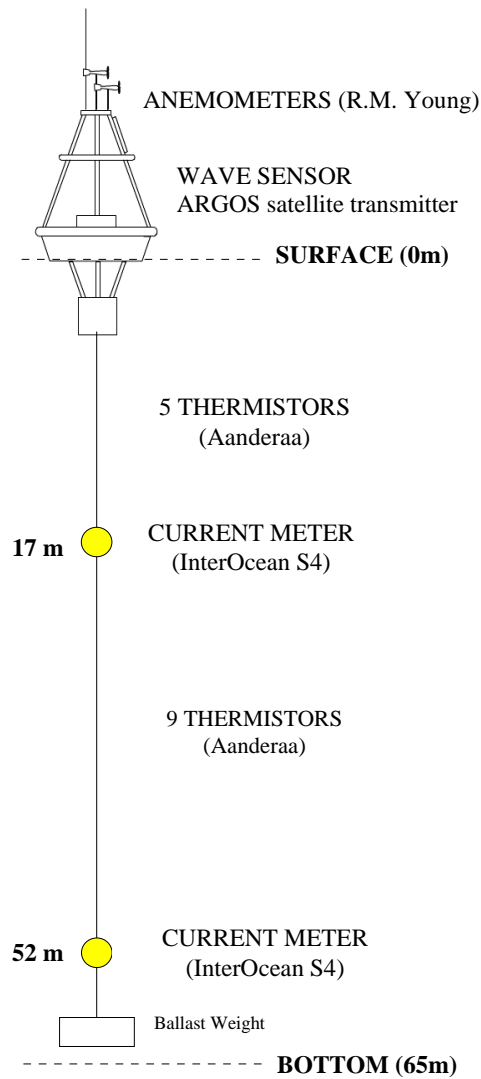 ANEMOMETERS (R.M. Young)
WAVE SENSOR
ARGOS satellite transmitter
SURFACE (0m)
5 THERMISTORS
(Aanderaa)
17 m
CURRENT METER
(InterOcean S4)
9 THERMISTORS
(Aanderaa)
52 m
CURRENT METER
(InterOcean S4)
Ballast Weight
BOTTOM (65m)